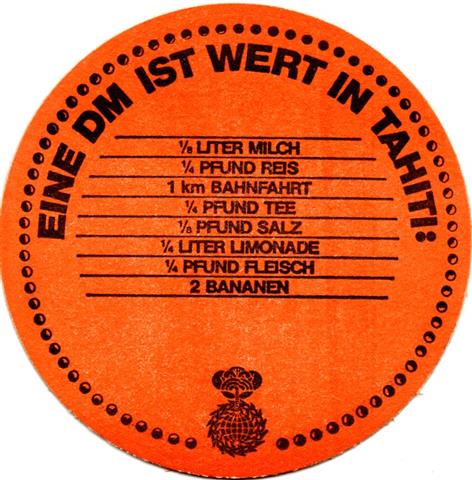 EINE DM IST WERT IN TAHITI:
⅛ LITER MILCH
¼ PFUND REIS
1 km BAHNFAHRT
¼ PFUND TEE
⅛ PFUND SALZ
¼ LITER LIMONADE
¼ PFUND FLEISCH
2 BANANEN